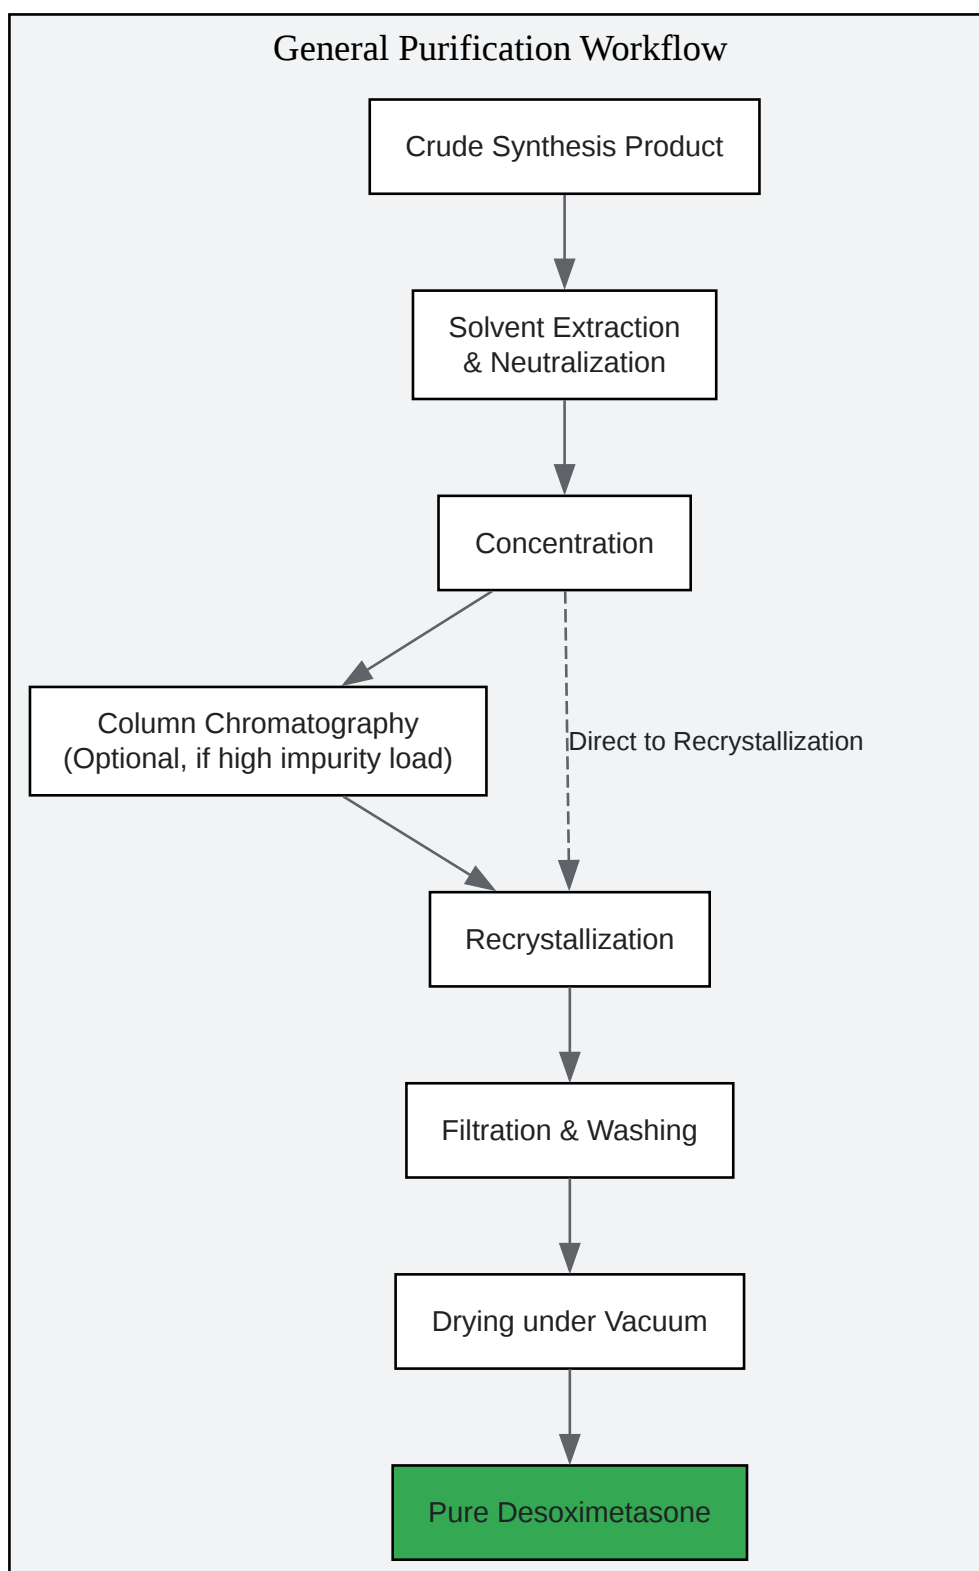 General Purification Workflow
Crude Synthesis Product
Solvent Extraction
& Neutralization
Concentration
Column Chromatography
(Optional, if high impurity load)
Direct to Recrystallization
Recrystallization
Filtration & Washing
Drying under Vacuum
Pure Desoximetasone